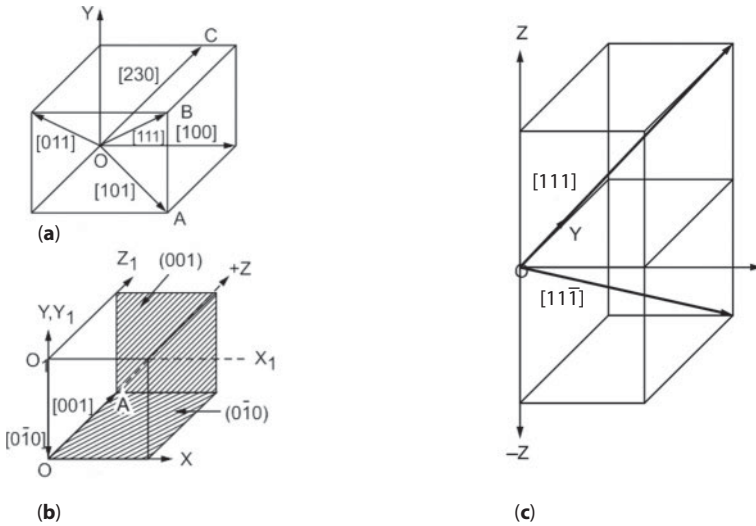 Y
C
[230]
B
[011]
[111]
[100]
O
[101]
A
(a)
Z₁
(001)
+Z
Y,Y₁
O₁
X₁
[001]
A
(01̄0)
[01̄0]
O
X
(b)
Z
[111]
Y
O
[111̄]
–Z
(c)